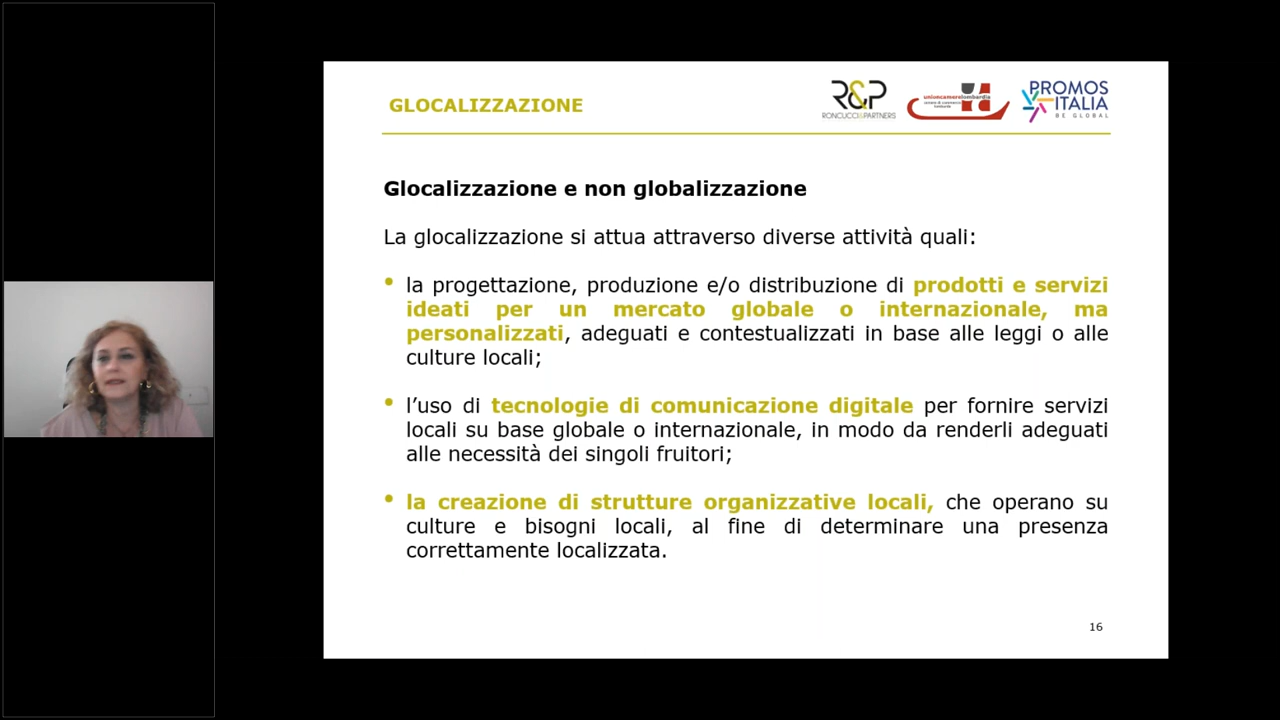 GLOCALIZZAZIONE
R&P
RONCUCCI&PARTNERS
unioncamerelombardia
PROMOS
ITALIA
BE GLOBAL
Glocalizzazione e non globalizzazione
La glocalizzazione si attua attraverso diverse attività quali:
• la progettazione, produzione e/o distribuzione di prodotti e servizi
ideati per un mercato globale o internazionale, ma
personalizzati, adeguati e contestualizzati in base alle leggi o alle
culture locali;
• l’uso di tecnologie di comunicazione digitale per fornire servizi
locali su base globale o internazionale, in modo da renderli adeguati
alle necessità dei singoli fruitori;
• la creazione di strutture organizzative locali, che operano su
culture e bisogni locali, al fine di determinare una presenza
correttamente localizzata.
16